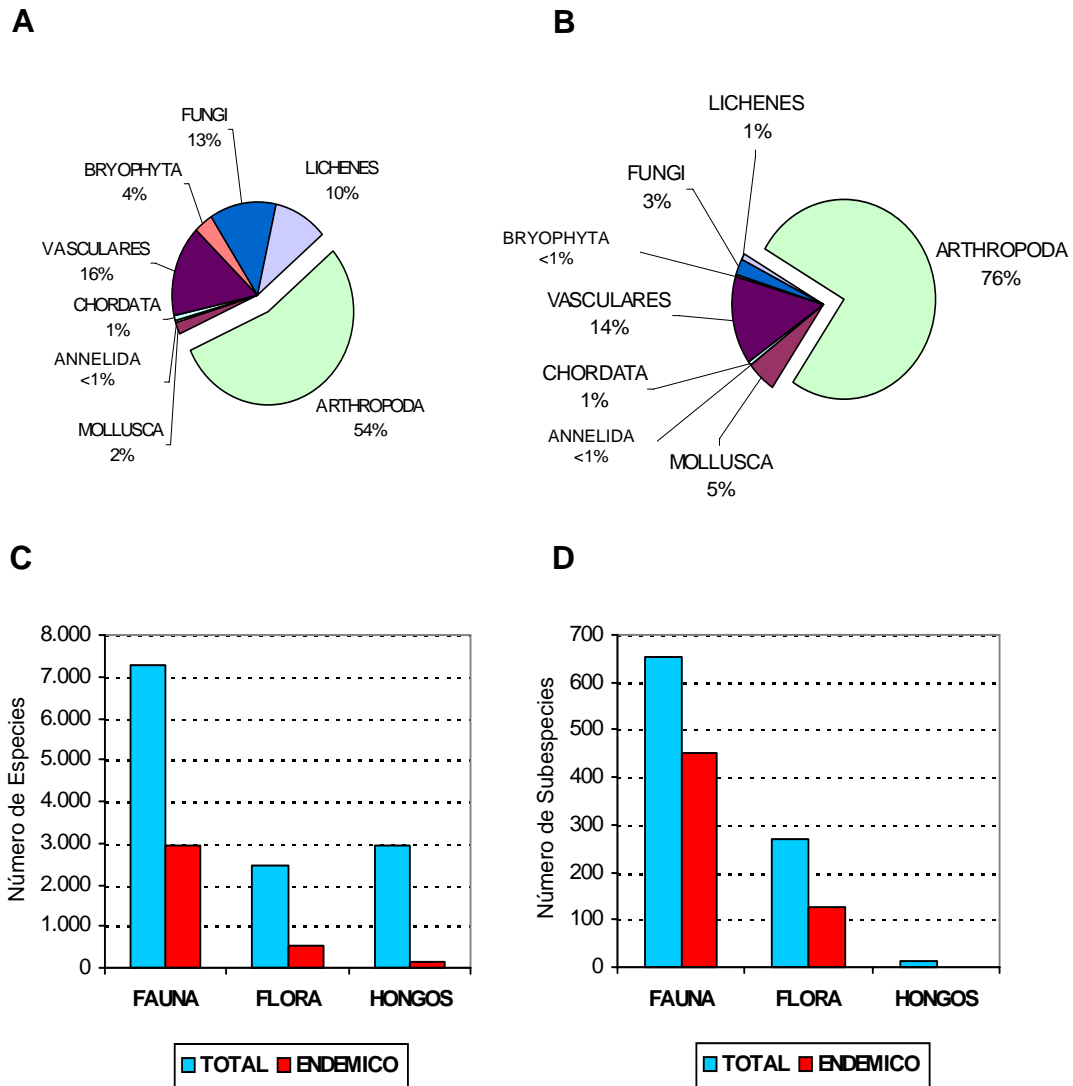 A
FUNGI
13%
LICHENES
10%
BRYOPHYTA
4%
VASCULARES
16%
CHORDATA
1%
ANNELIDA
<1%
MOLLUSCA
2%
ARTHROPODA
54%
B
LICHENES
1%
FUNGI
3%
BRYOPHYTA
<1%
VASCULARES
14%
CHORDATA
1%
ANNELIDA
<1%
MOLLUSCA
5%
ARTHROPODA
76%
C
Número de Especies
8.000
7.000
6.000
5.000
4.000
3.000
2.000
1.000
0
FAUNA
FLORA
HONGOS
TOTAL
ENDEMICO
D
Número de Subespecies
700
600
500
400
300
200
100
0
FAUNA
FLORA
HONGOS
TOTAL
ENDEMICO